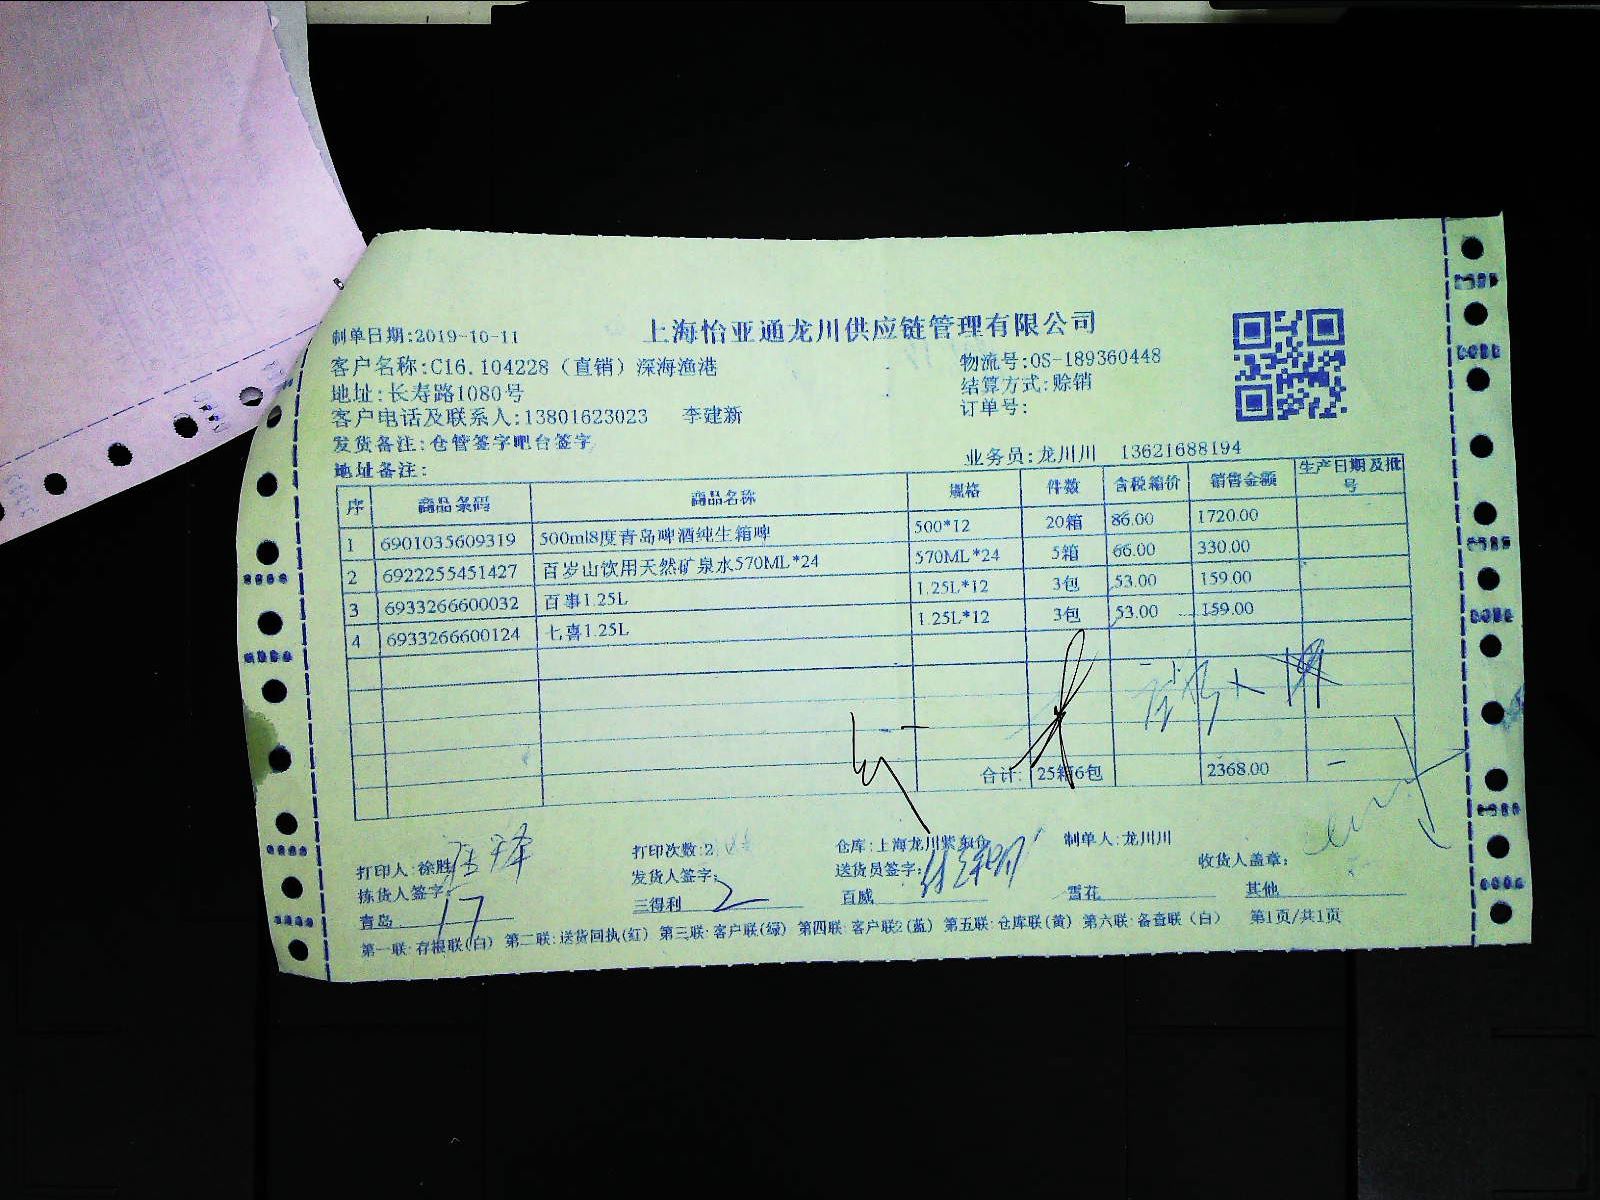 上海怡亚通龙川供应链管理有限公司
制单日期:2019-10-11
客户名称:C16.104228（直销）深海渔港 物流号:OS-189360448
地址:长寿路1080号 结算方式:赊销
客户电话及联系人:13801623023 李建新 订单号:
发货备注:仓管签字吧台签字
地址备注: 业务员:龙川川 13621688194
序 商品条码 商品名称 规格 件数 含税箱价 销售金额 生产日期及批号
1 6901035609319 500ml8度青岛啤酒纯生箱啤 500*12 20箱 86.00 1720.00
2 6922255451427 百岁山饮用天然矿泉水570ML*24 570ML*24 5箱 66.00 330.00
3 6933266600032 百事1.25L 1.25L*12 3包 53.00 159.00
4 6933266600124 七喜1.25L 1.25L*12 3包 53.00 159.00
合计: 25箱6包 2368.00
打印人:徐胜 打印次数:2 仓库:上海龙川紫东仓 制单人:龙川川
拣货人签字: 发货人签字: 送货员签字: 收货人盖章:
青岛 17 三得利 2 百威 雪花 其他
第一联:存根联(白) 第二联:送货回执(红) 第三联:客户联(绿) 第四联:客户联2(蓝) 第五联:仓库联(黄) 第六联:备查联(白) 第1页/共1页